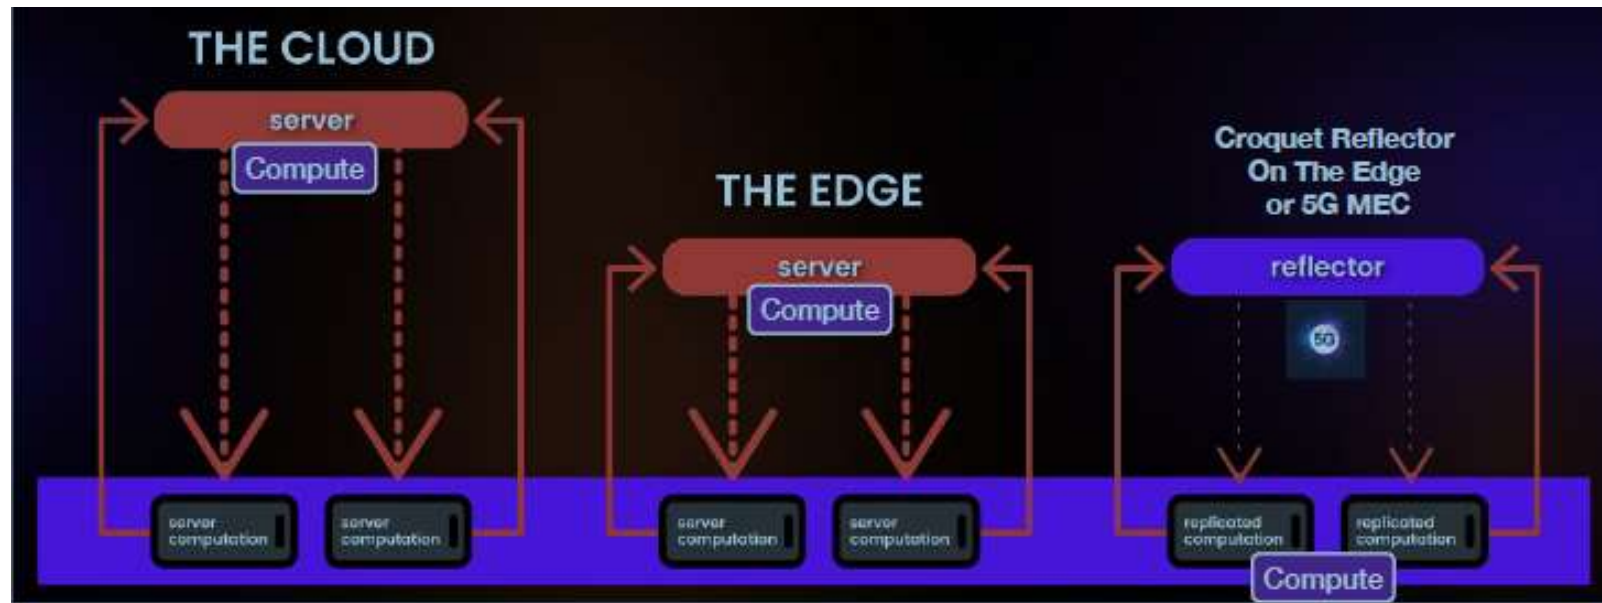 THE CLOUD
server
Compute
server
computation
server
computation
THE EDGE
server
Compute
server
computation
server
computation
Croquet Reflector
On The Edge
or 5G MEC
reflector
5G
replicated
computation
replicated
computation
Compute